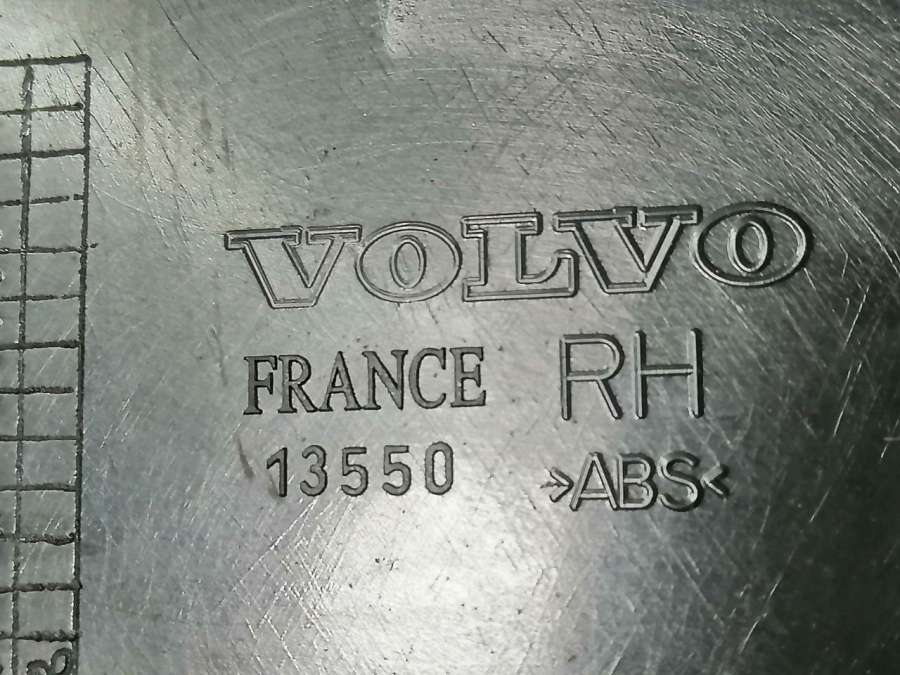 VOLVO
FRANCE RH
13550 >ABS<